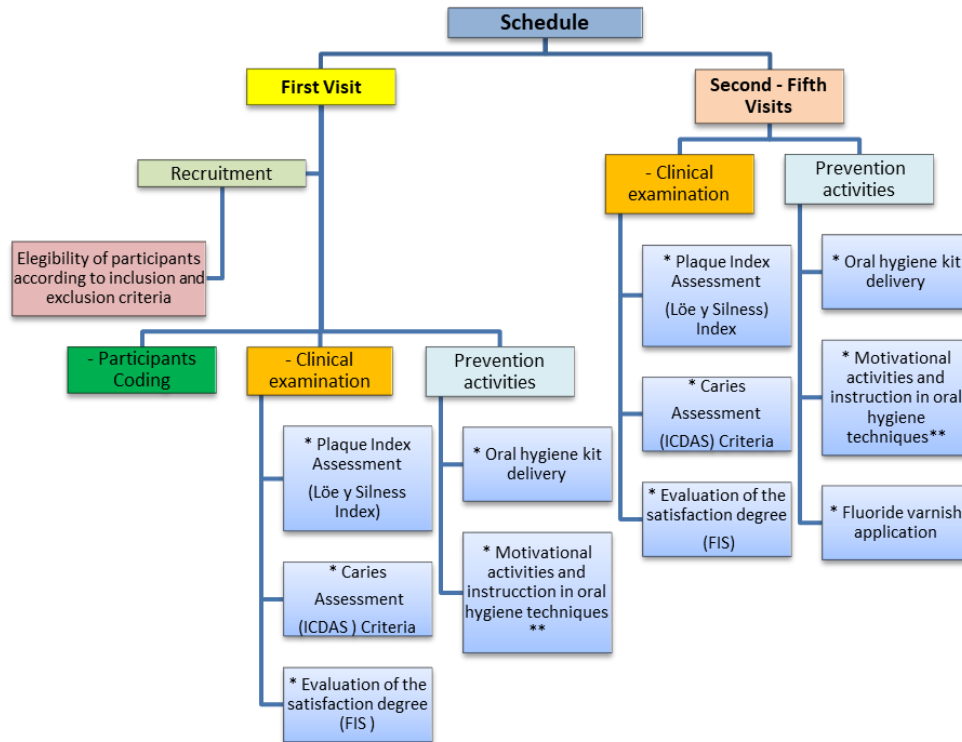 Schedule
First Visit
Recruitment
Elegibility of participants
according to inclusion and
exclusion criteria
- Participants
Coding
- Clinical
examination
* Plaque Index
Assessment
(Löe y Silness
Index)
* Caries
Assessment
(ICDAS ) Criteria
* Evaluation of the
satisfaction degree
(FIS )
Prevention
activities
* Oral hygiene kit
delivery
* Motivational
activities and
instrucction in oral
hygiene techniques
**
Second - Fifth
Visits
- Clinical
examination
* Plaque Index
Assessment
(Löe y Silness)
Index
* Caries
Assessment
(ICDAS) Criteria
* Evaluation of the
satisfaction degree
(FIS)
Prevention
activities
* Oral hygiene kit
delivery
* Motivational
activities and
instruction in oral
hygiene
techniques**
* Fluoride varnish
application